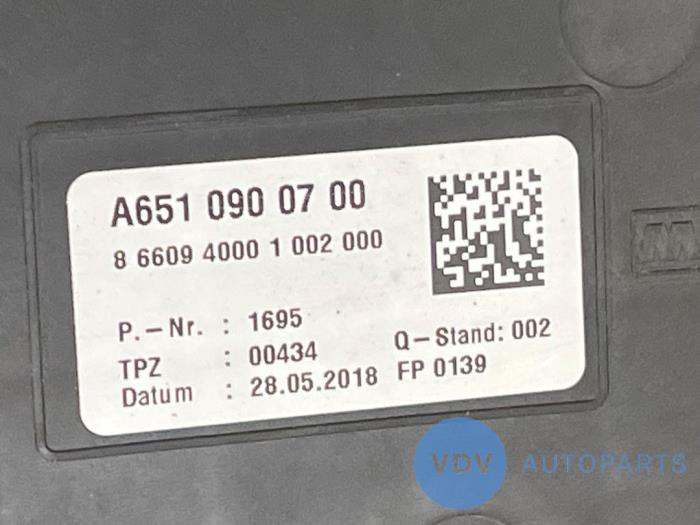 A651 090 07 00
8 6609 4000 1 002 000
P.-Nr. : 1695
TPZ : 00434
Q-Stand: 002
Datum : 28.05.2018 FP 0139
VDV AUTOPARTS